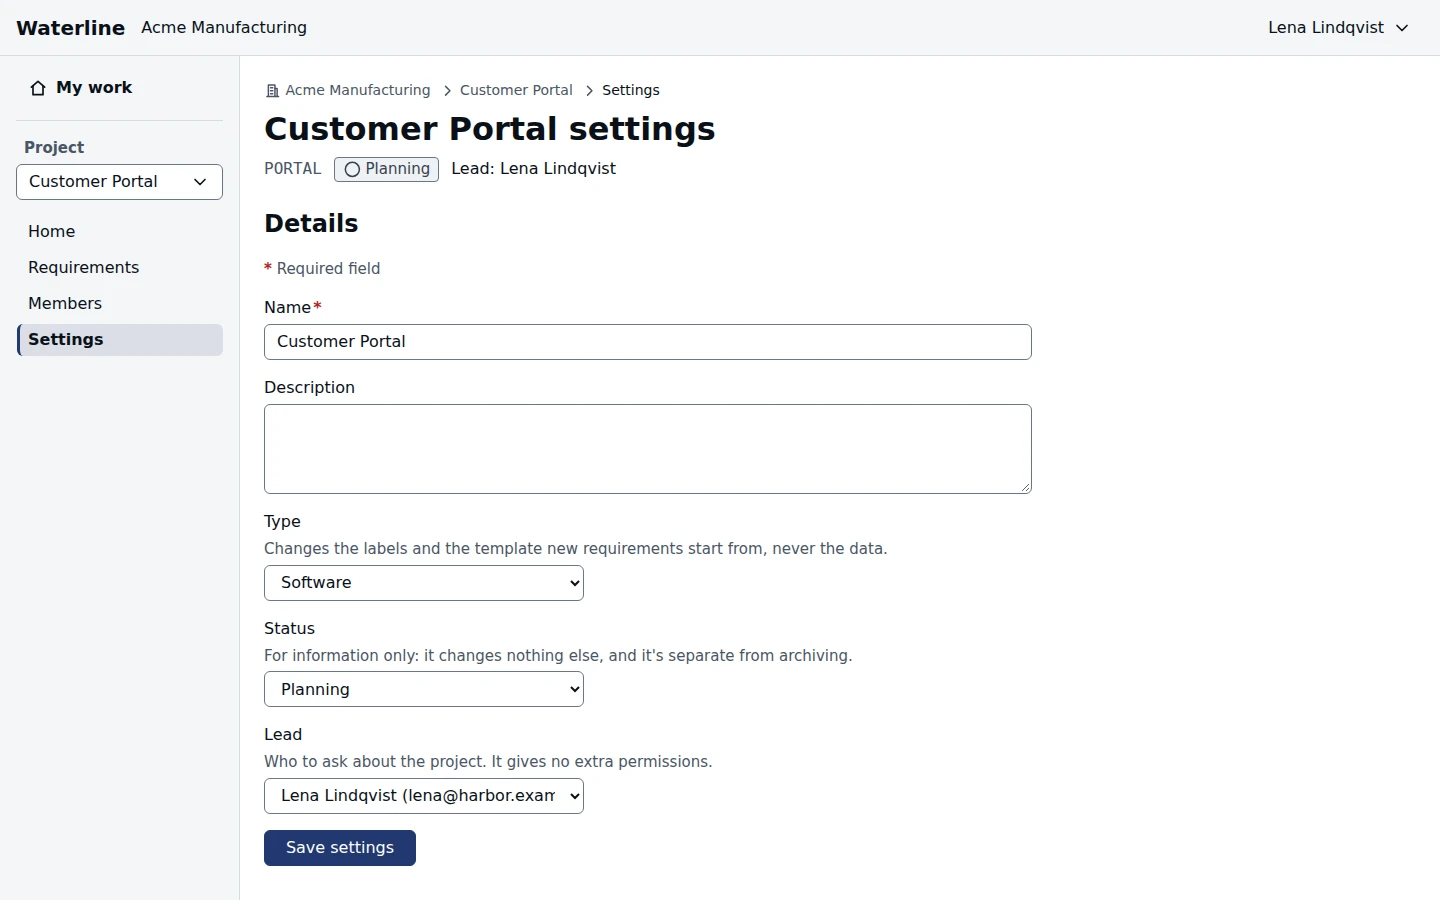 Waterline Acme Manufacturing Lena Lindqvist
My work
Project
Customer Portal
Home
Requirements
Members
Settings
Acme Manufacturing > Customer Portal > Settings
Customer Portal settings
PORTAL Planning Lead: Lena Lindqvist
Details
* Required field
Name*
Customer Portal
Description
Type
Changes the labels and the template new requirements start from, never the data.
Software
Status
For information only: it changes nothing else, and it's separate from archiving.
Planning
Lead
Who to ask about the project. It gives no extra permissions.
Lena Lindqvist (lena@harbor.exam
Save settings